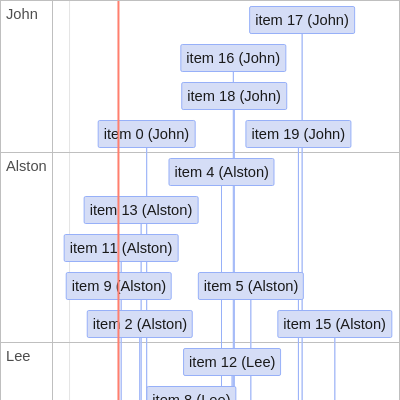 John
item 17 (John)
item 16 (John)
item 18 (John)
item 0 (John)
item 19 (John)
Alston
item 4 (Alston)
item 13 (Alston)
item 11 (Alston)
item 9 (Alston)
item 5 (Alston)
item 2 (Alston)
item 15 (Alston)
Lee
item 12 (Lee)
item 8 (Lee)